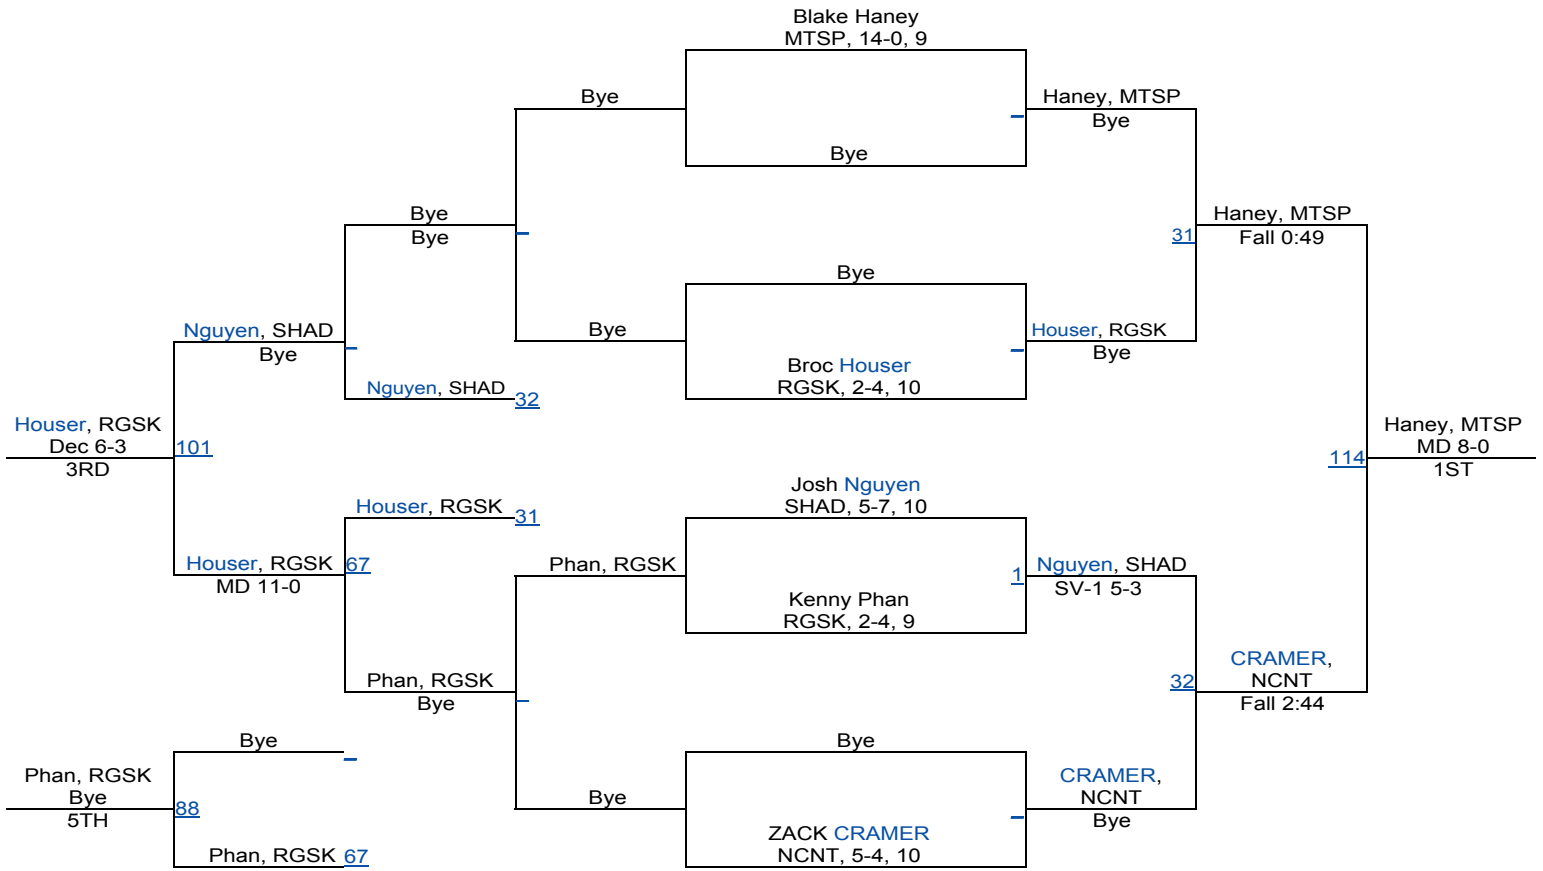 Blake Haney
MTSP, 14-0, 9
Bye
Haney, MTSP
Bye
Bye
Bye
Bye
Haney, MTSP
31
Fall 0:49
Bye
Nguyen, SHAD
Bye
Bye
Houser, RGSK
Bye
Broc Houser
RGSK, 2-4, 10
Nguyen, SHAD 32
Houser, RGSK
Dec 6-3
101
3RD
Haney, MTSP
MD 8-0
114
1ST
Josh Nguyen
SHAD, 5-7, 10
Houser, RGSK 31
Houser, RGSK 67
MD 11-0
Phan, RGSK
1
Nguyen, SHAD
SV-1 5-3
Kenny Phan
RGSK, 2-4, 9
Phan, RGSK
Bye
32
CRAMER,
NCNT
Fall 2:44
Bye
Bye
Phan, RGSK
Bye
88
5TH
Bye
CRAMER,
NCNT
Bye
ZACK CRAMER
NCNT, 5-4, 10
Phan, RGSK 67